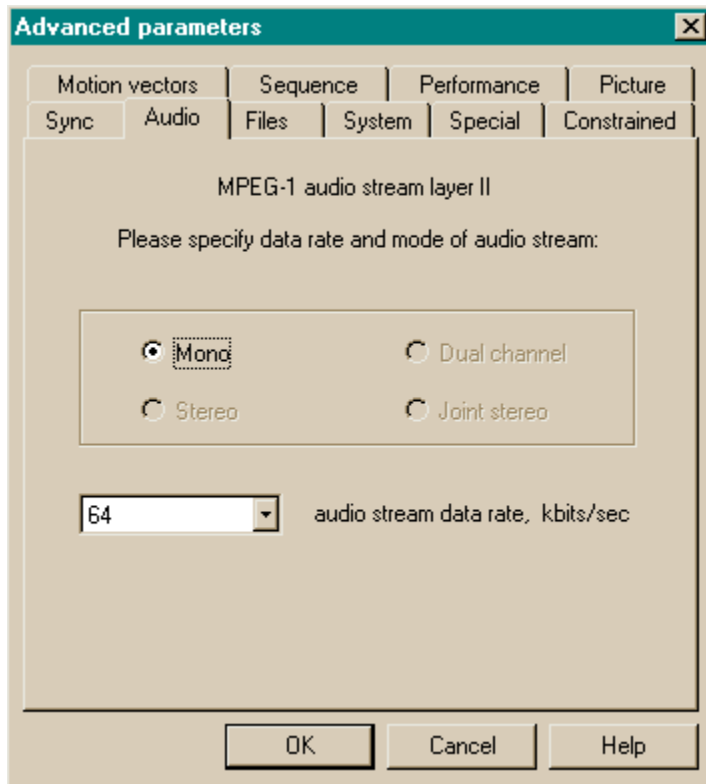 Advanced parameters
Motion vectors Sequence Performance Picture
Sync Audio Files System Special Constrained
MPEG-1 audio stream layer II
Please specify data rate and mode of audio stream:
Mono Dual channel
Stereo Joint stereo
64 audio stream data rate, kbits/sec
OK Cancel Help